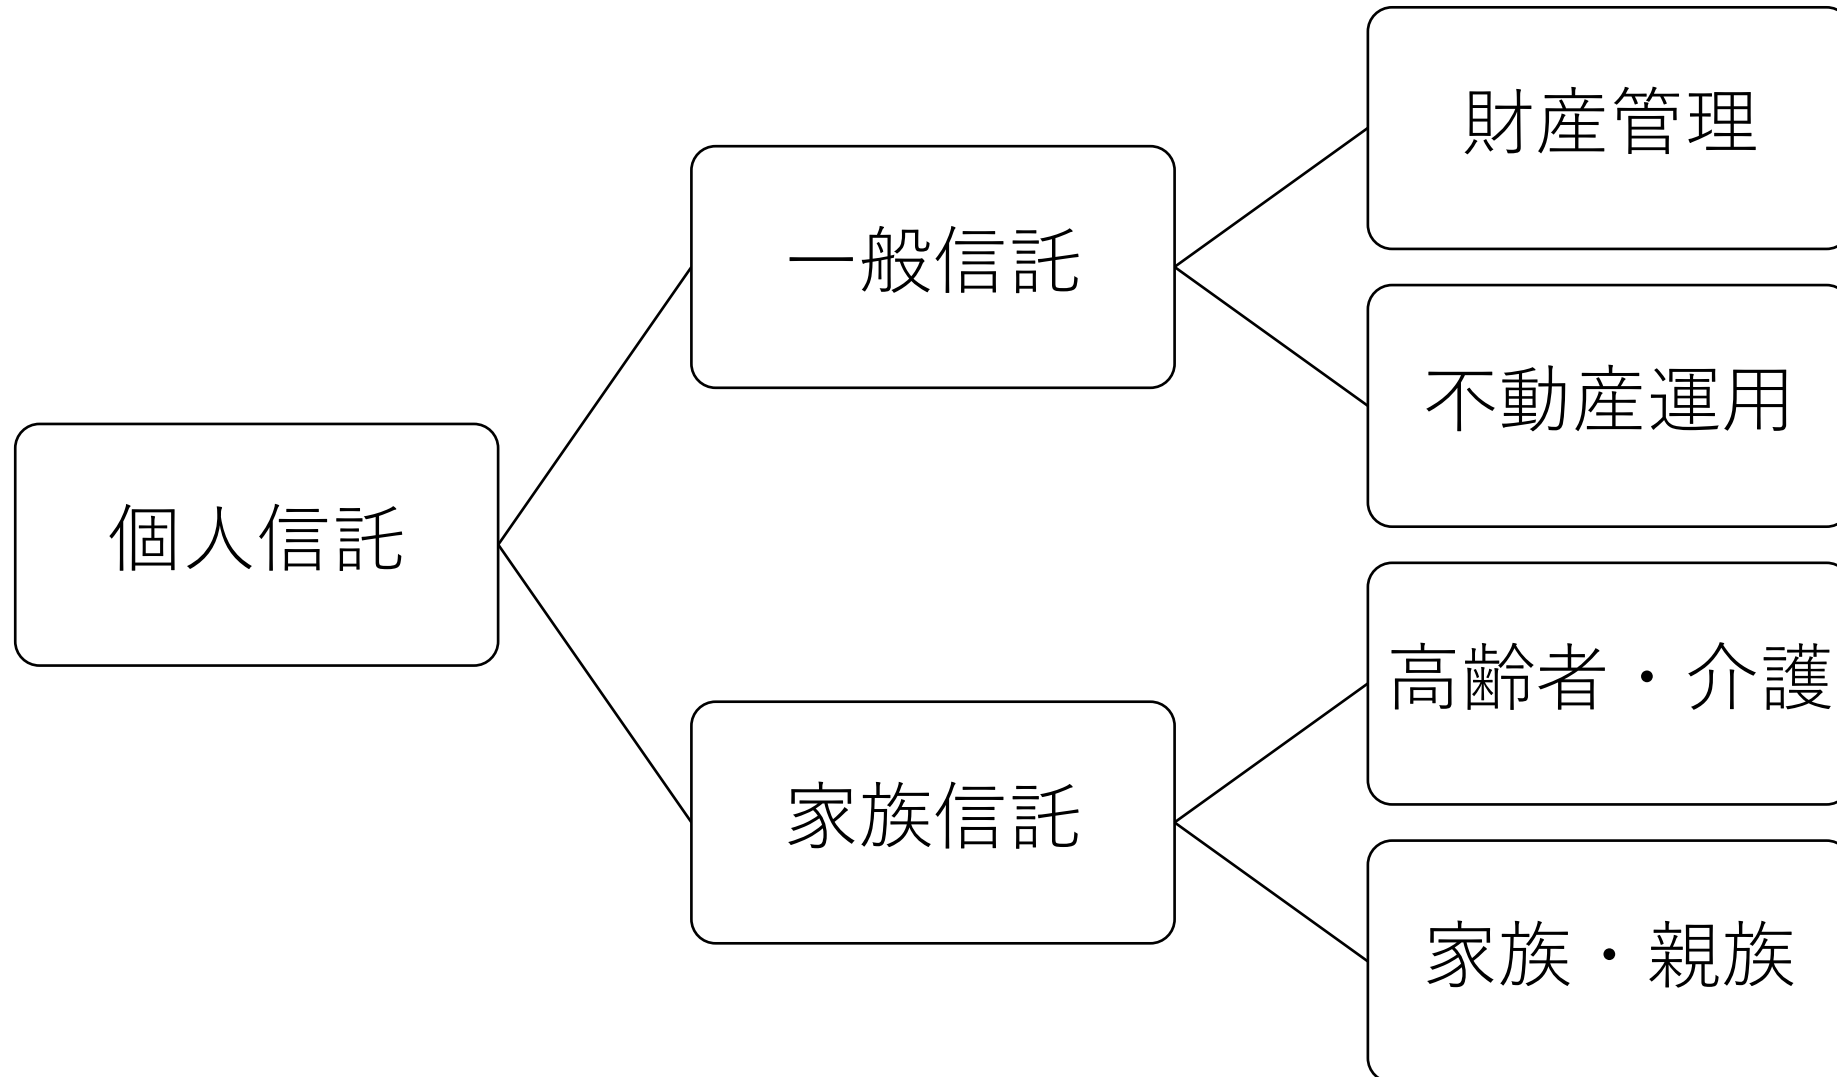 個人信託
一般信託
家族信託
財産管理
不動産運用
高齢者・介護
家族・親族